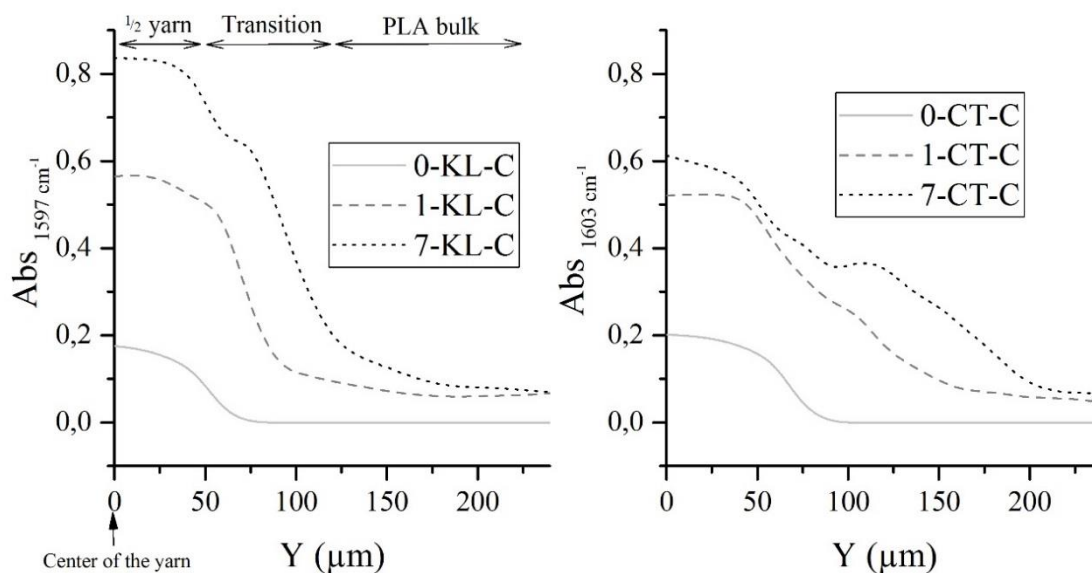 ½ yarn Transition PLA bulk
Abs 1597 cm⁻¹
0,8
0,6
0,4
0,2
0,0
0-KL-C
1-KL-C
7-KL-C
0 50 100 150 200
Center of the yarn
Y (µm)
Abs 1603 cm⁻¹
0,8
0,6
0,4
0,2
0,0
0-CT-C
1-CT-C
7-CT-C
0 50 100 150 200
Y (µm)